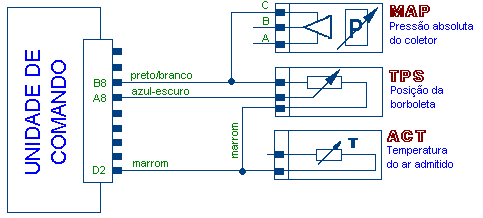 UNIDADE DE
COMANDO
B8
A8
D2
preto/branco
azul-escuro
marrom
marrom
C
B
A
P
MAP
Pressão absoluta
do coletor
TPS
Posição da
borboleta
T
ACT
Temperatura
do ar admitido